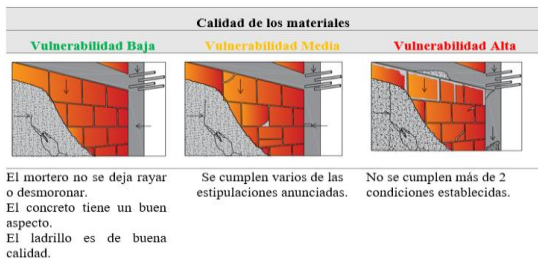 Calidad de los materiales
Vulnerabilidad Baja
Vulnerabilidad Media
Vulnerabilidad Alta
El mortero no se deja rayar
o desmoronar.
El concreto tiene un buen
aspecto.
El ladrillo es de buena
calidad.
Se cumplen varios de las
estipulaciones anunciadas.
No se cumplen más de 2
condiciones establecidas.